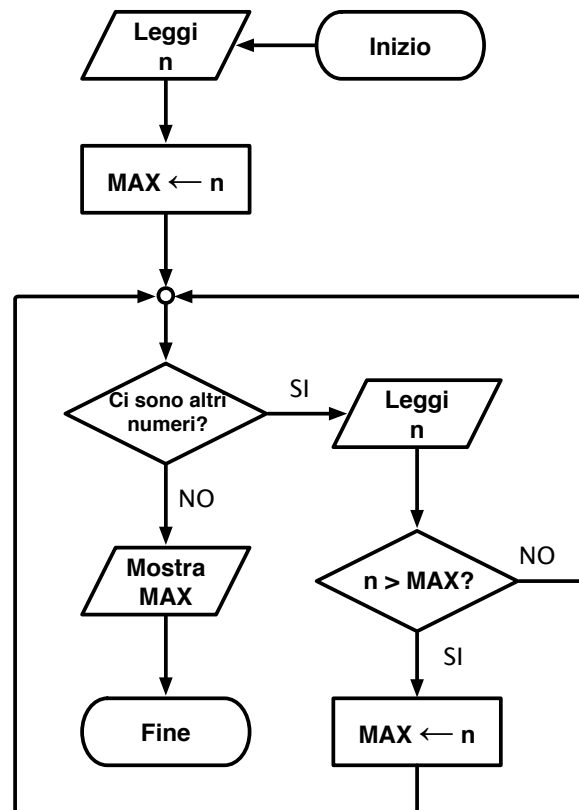 Inizio
Leggi
n
MAX ← n
Ci sono altri
numeri?
SI
Leggi
n
NO
Mostra
MAX
n > MAX?
NO
SI
Fine
MAX ← n